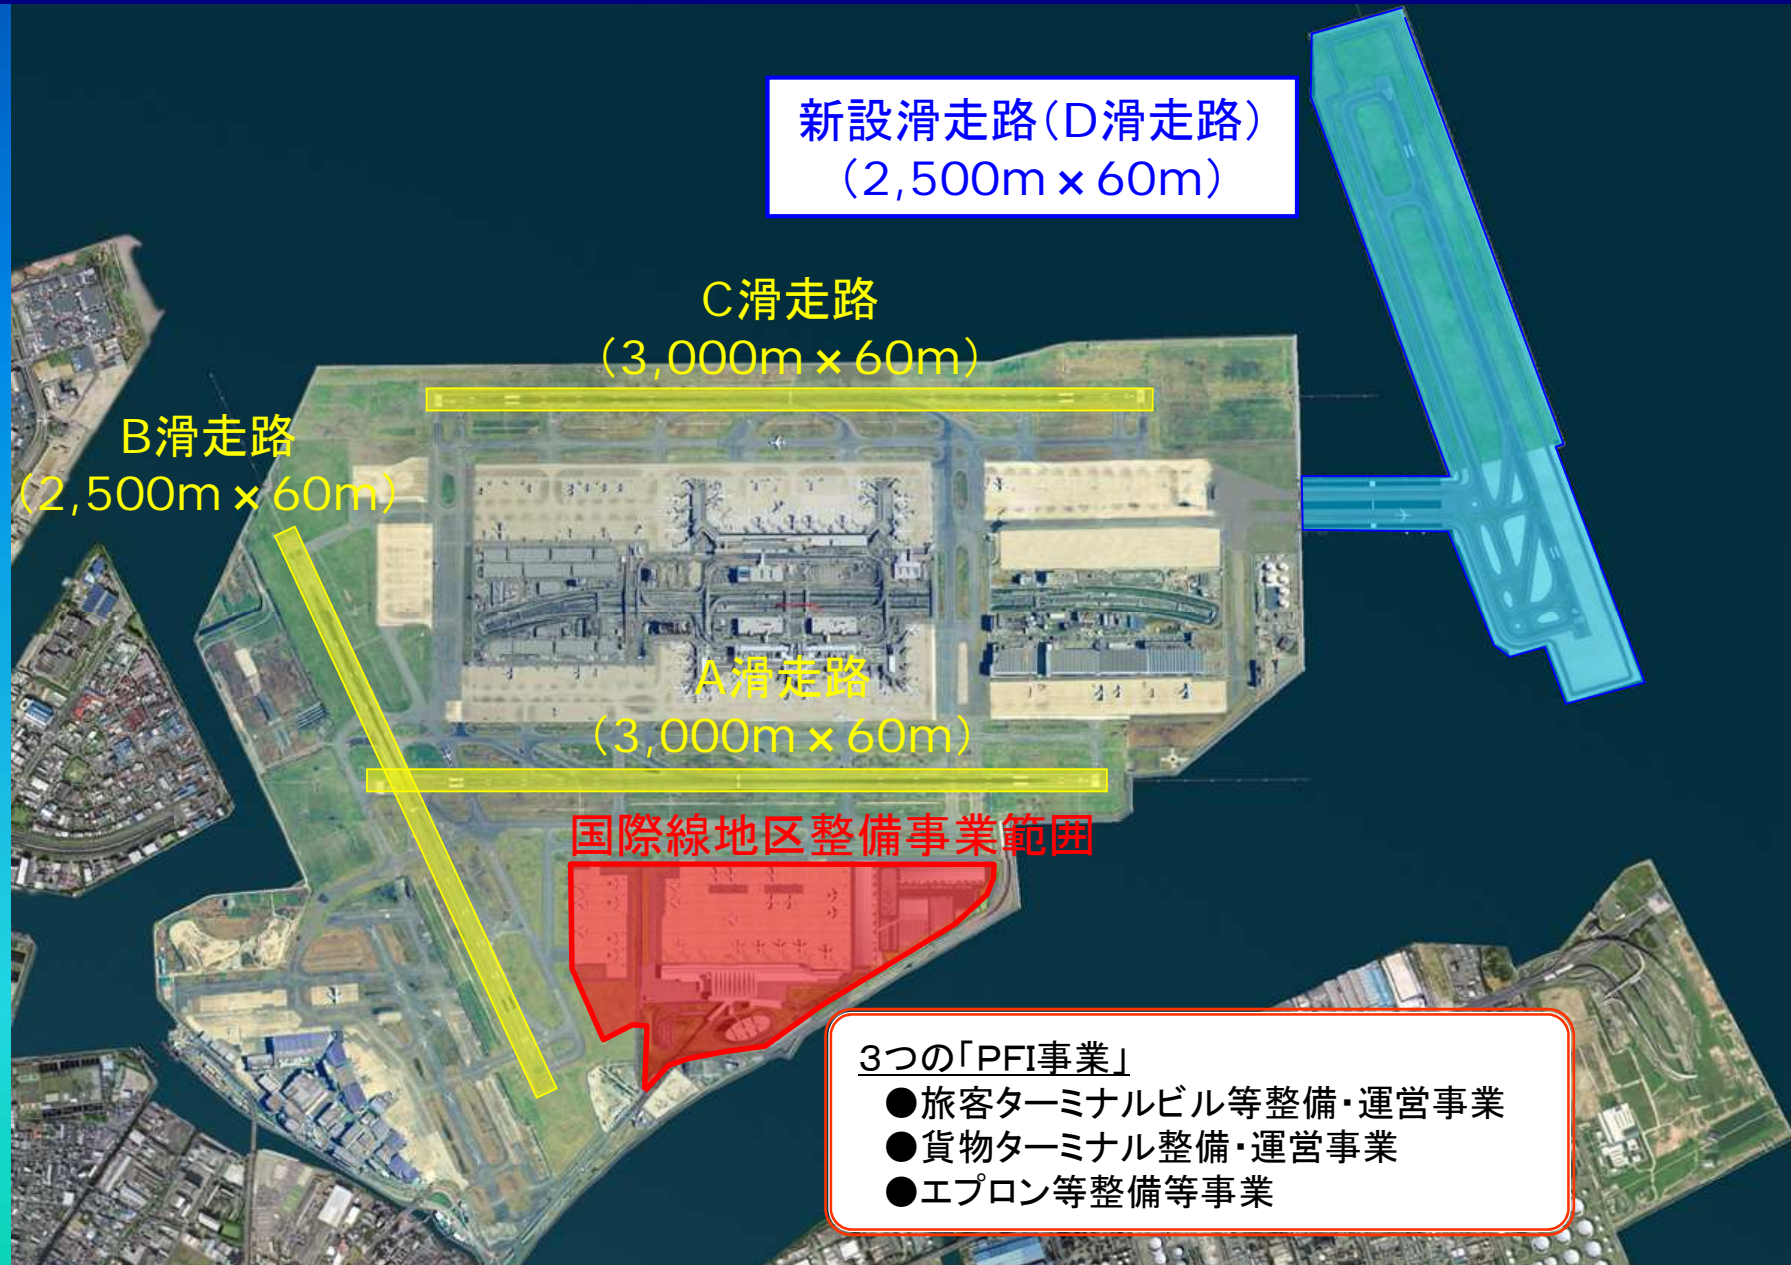 新設滑走路(D滑走路)
(2,500m×60m)
C滑走路
(3,000m×60m)
B滑走路
(2,500m×60m)
A滑走路
(3,000m×60m)
国際線地区整備事業範囲
3つの｢PFI事業｣
●旅客ターミナルビル等整備･運営事業
●貨物ターミナル整備･運営事業
●エプロン等整備等事業